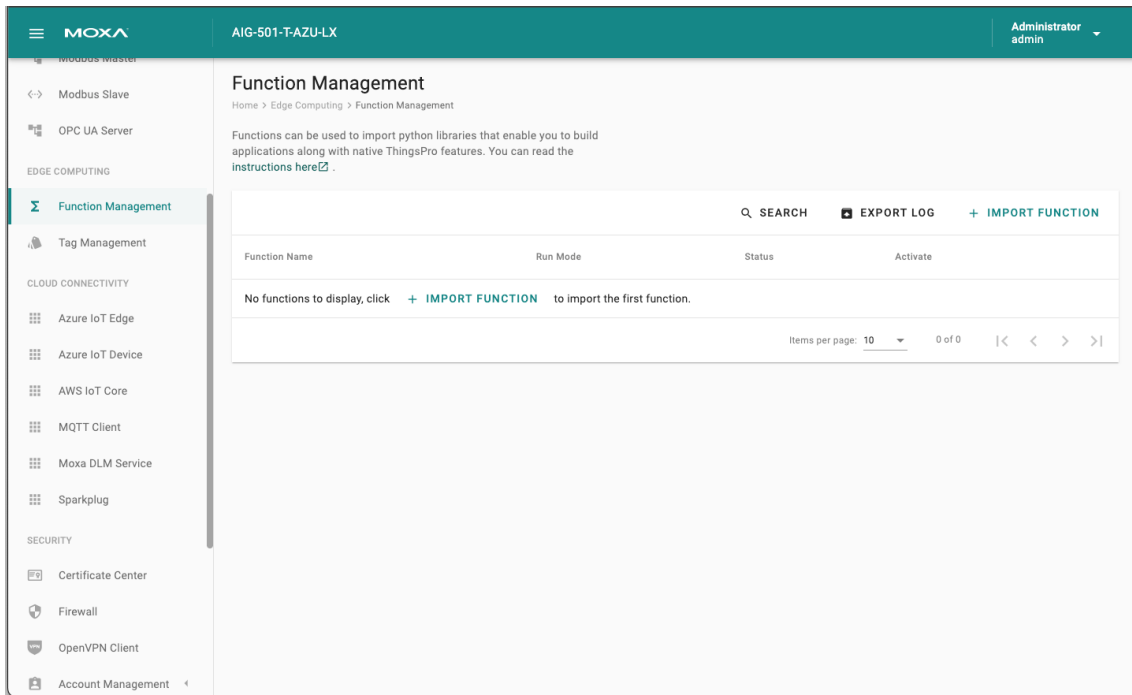 MOXA
AIG-501-T-AZU-LX
Administrator
admin
Modbus Master
Modbus Slave
OPC UA Server
EDGE COMPUTING
Function Management
Tag Management
CLOUD CONNECTIVITY
Azure IoT Edge
Azure IoT Device
AWS IoT Core
MQTT Client
Moxa DLM Service
Sparkplug
SECURITY
Certificate Center
Firewall
VPN OpenVPN Client
Account Management
Function Management
Home > Edge Computing > Function Management
Functions can be used to import python libraries that enable you to build
applications along with native ThingsPro features. You can read the
instructions here .
SEARCH EXPORT LOG + IMPORT FUNCTION
Function Name Run Mode Status Activate
No functions to display, click + IMPORT FUNCTION to import the first function.
Items per page: 10 0 of 0